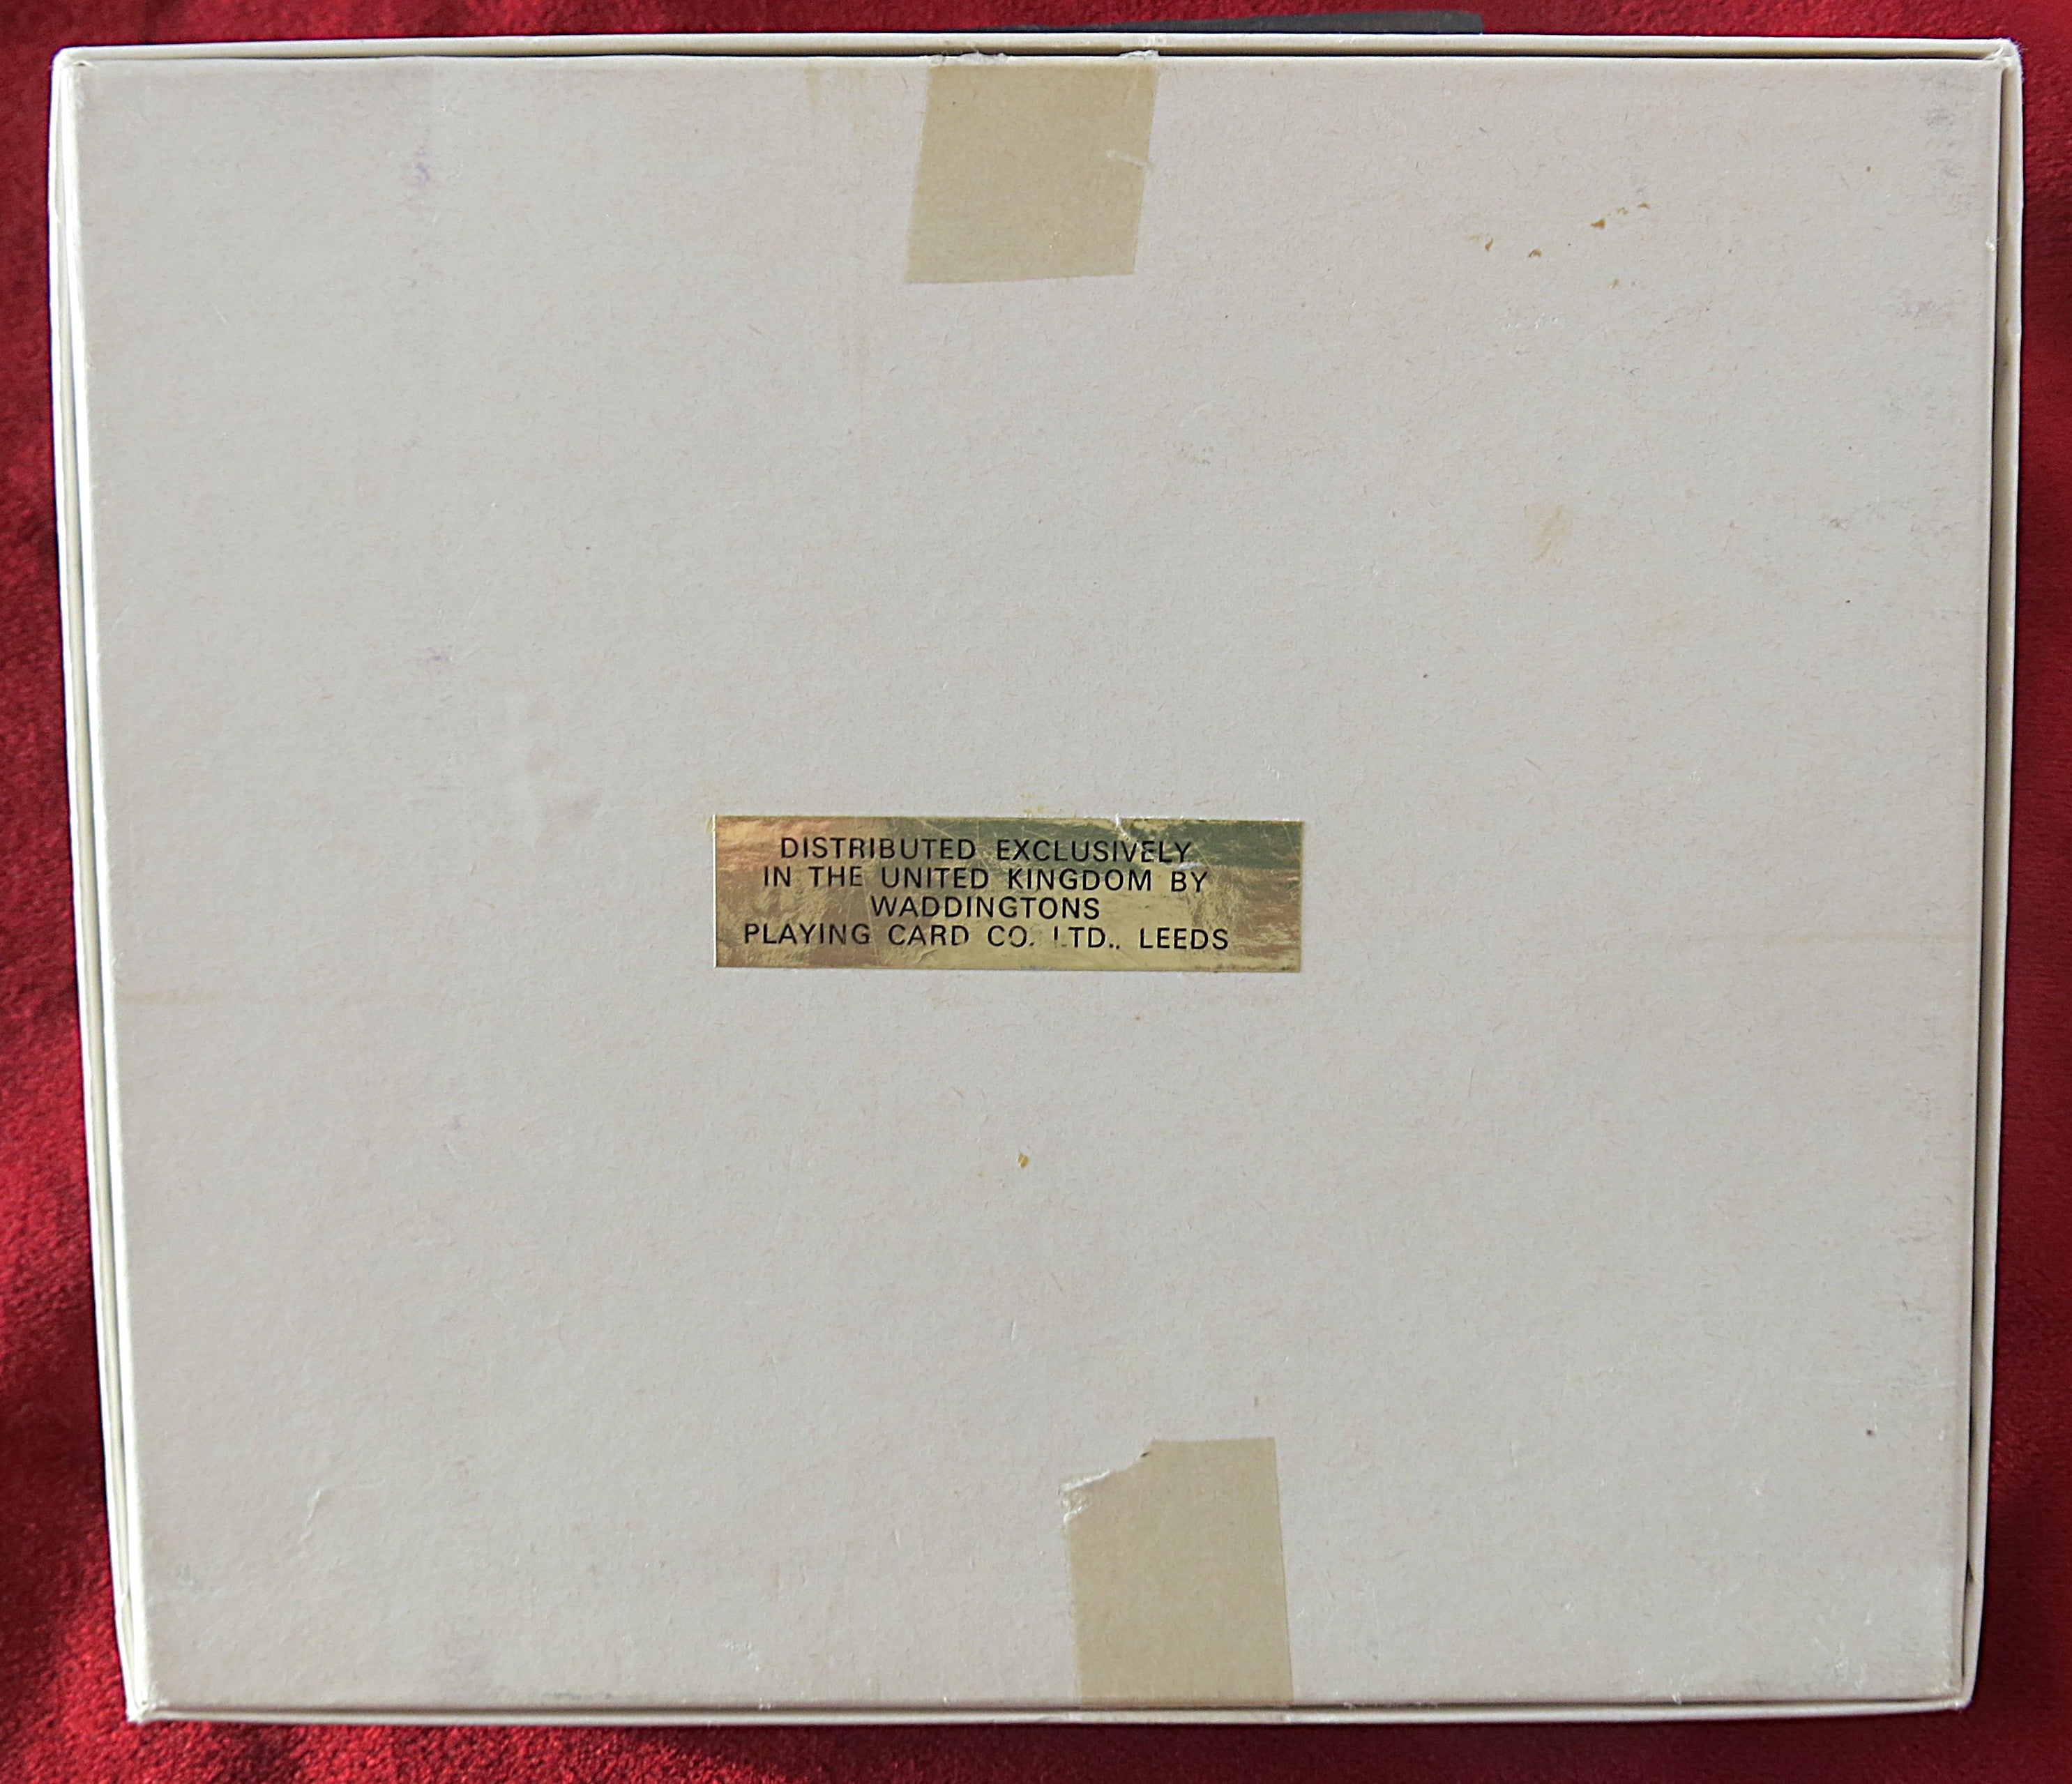 DISTRIBUTED EXCLUSIVELY
IN THE UNITED KINGDOM BY
WADDINGTONS
PLAYING CARD CO. LTD., LEEDS